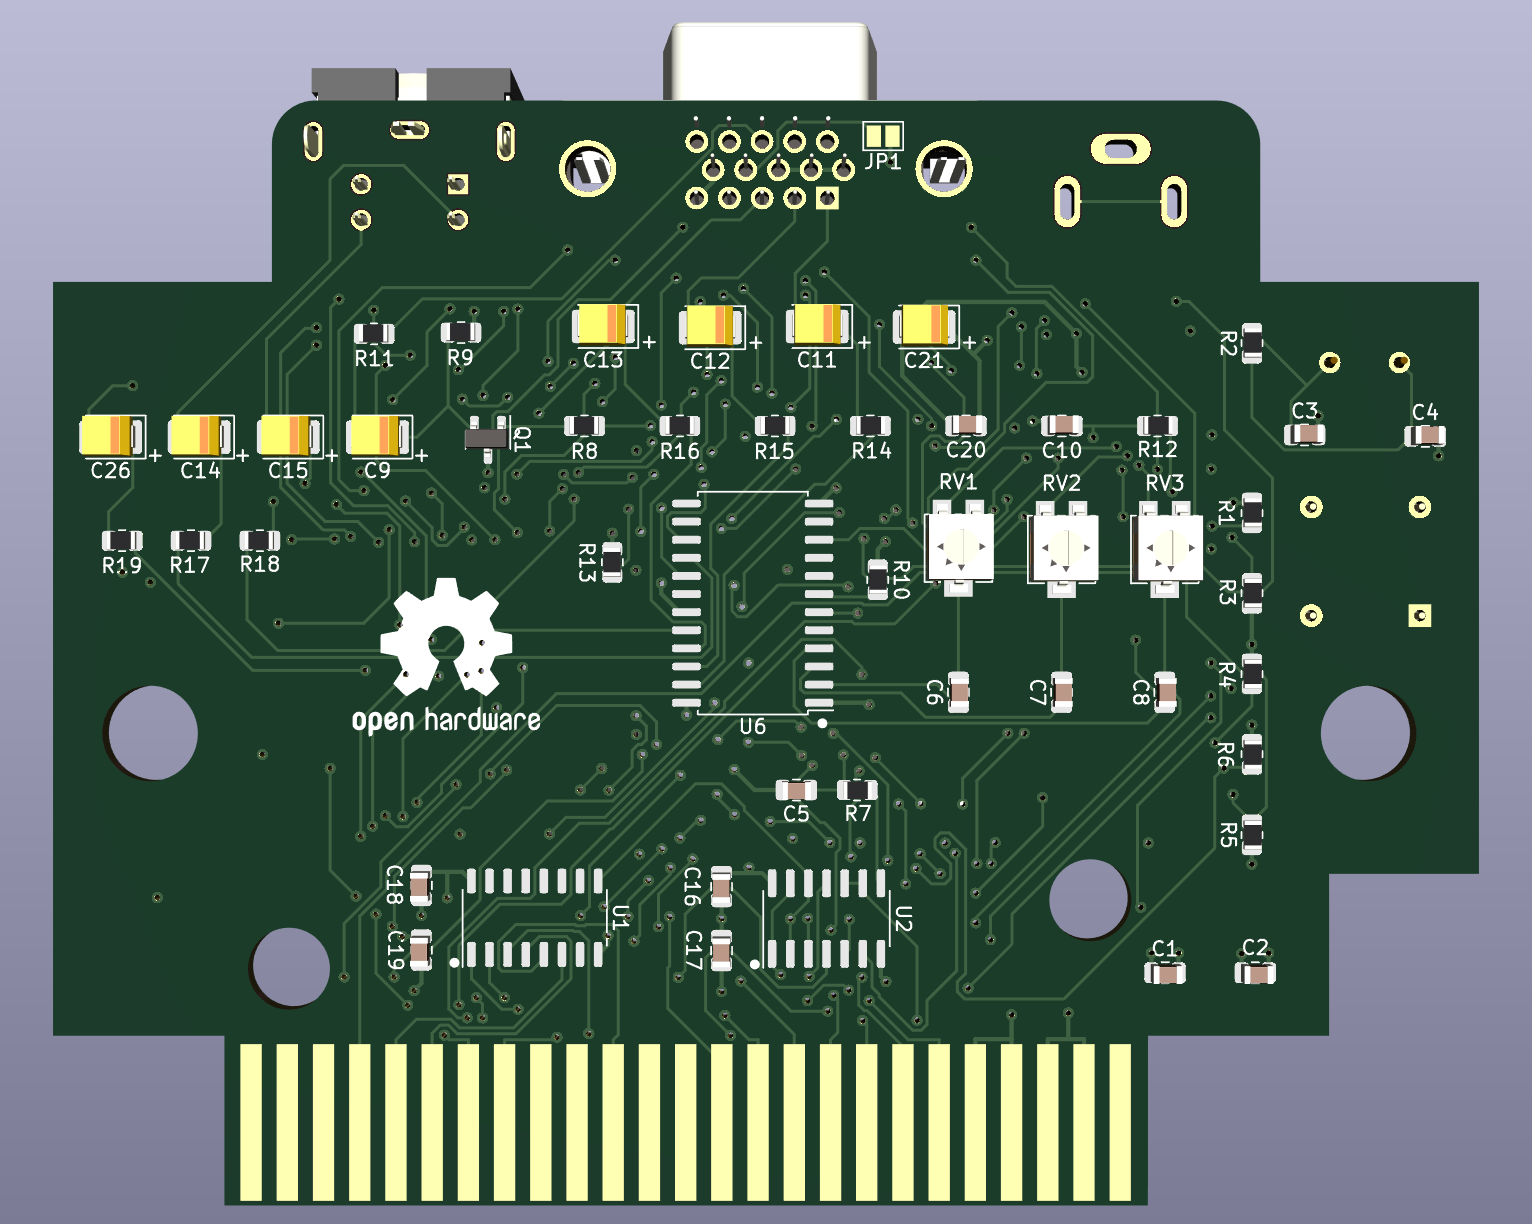 JP1
R11
R9
C13
+
C12
+
C11
+
C21
+
R2
C3
C4
C26
+
C14
+
C15
+
C9
+
Q1
R8
R16
R15
R14
C20
C10
R12
RV1
RV2
RV3
R1
R19
R17
R18
R13
R10
R3
R4
C6
C7
C8
open hardware
U6
R6
C5
R7
R5
C18
C16
U1
U2
C19
C17
C1
C2